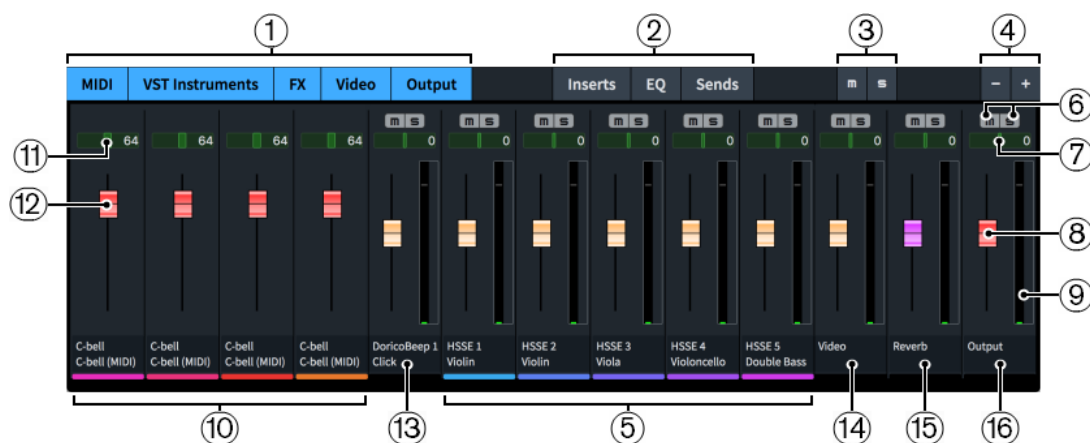 ① ② ③ ④
MIDI VST Instruments FX Video Output Inserts EQ Sends m s − +
m s m s m s m s m s m s m s m s m s ⑥
⑪ 64 64 64 64 0 0 0 0 0 0 0 0 0 ⑦
⑫ ⑧
⑨
C-bell C-bell C-bell C-bell DoricoBeep 1 HSSE 1 HSSE 2 HSSE 3 HSSE 4 HSSE 5 Video Reverb Output
C-bell (MIDI) C-bell (MIDI) C-bell (MIDI) C-bell (MIDI) Click Violin Violin Viola Violoncello Double Bass
⑩ ⑬ ⑤ ⑭ ⑮ ⑯